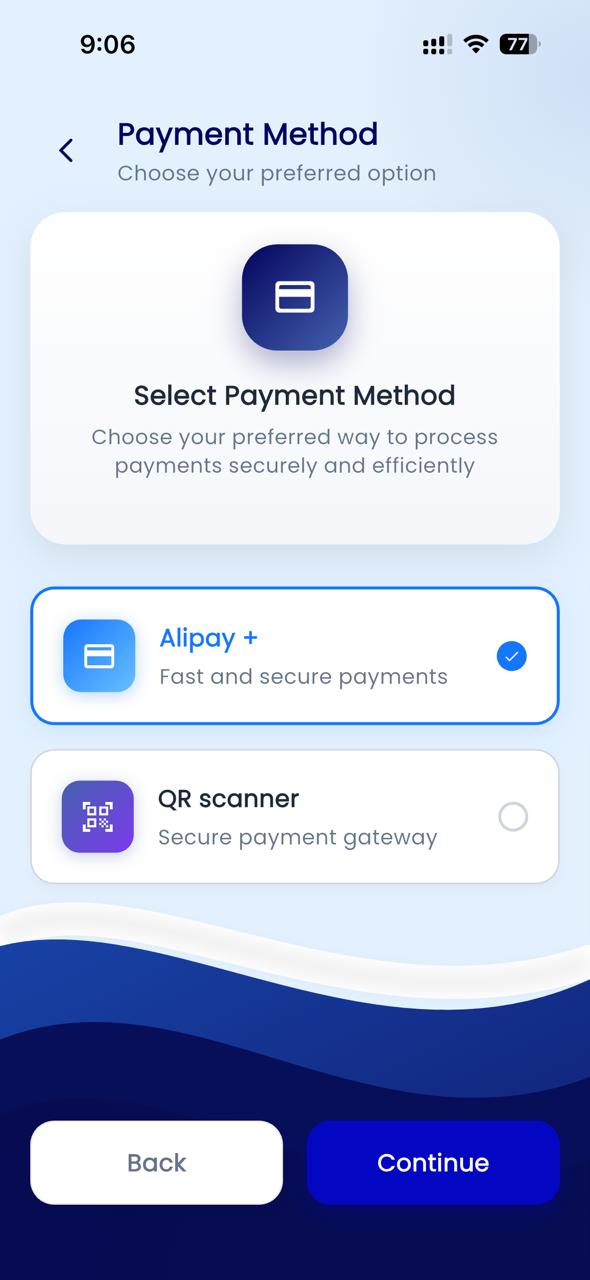 9:06
77
Payment Method
Choose your preferred option
Select Payment Method
Choose your preferred way to process
payments securely and efficiently
Alipay +
Fast and secure payments
QR scanner
Secure payment gateway
Back
Continue